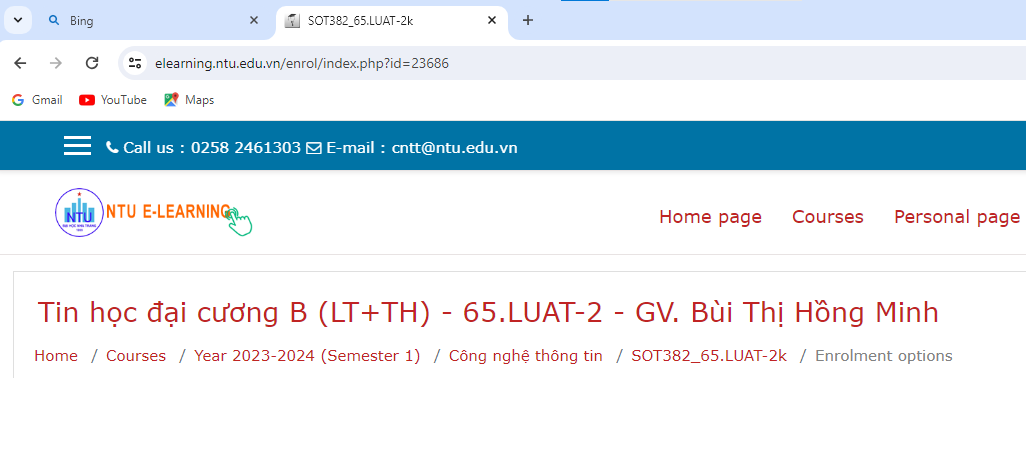 Bing
SOT382_65.LUAT-2k
elearning.ntu.edu.vn/enrol/index.php?id=23686
Gmail YouTube Maps
Call us : 0258 2461303 E-mail : cntt@ntu.edu.vn
NTU NTU E-LEARNING
Home page Courses Personal page
Tin học đại cương B (LT+TH) - 65.LUAT-2 - GV. Bùi Thị Hồng Minh
Home / Courses / Year 2023-2024 (Semester 1) / Công nghệ thông tin / SOT382_65.LUAT-2k / Enrolment options